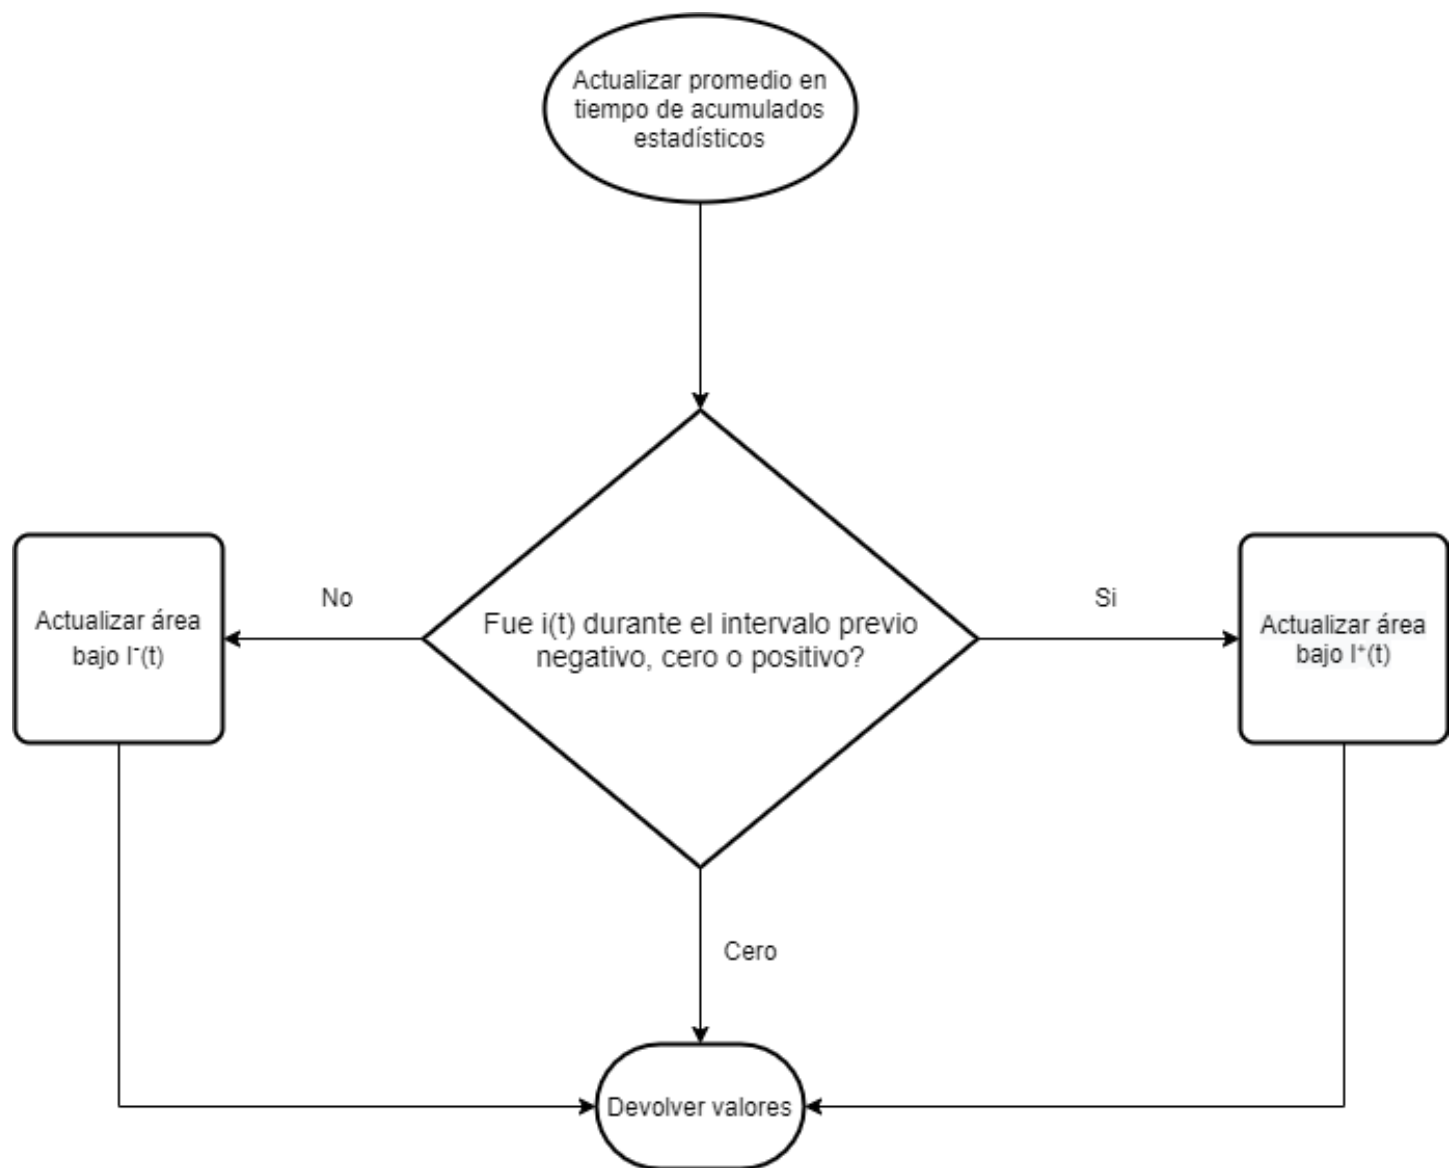 Actualizar promedio en
tiempo de acumulados
estadísticos
No
Si
Actualizar área
bajo I⁻(t)
Fue i(t) durante el intervalo previo
negativo, cero o positivo?
Actualizar área
bajo I⁺(t)
Cero
Devolver valores